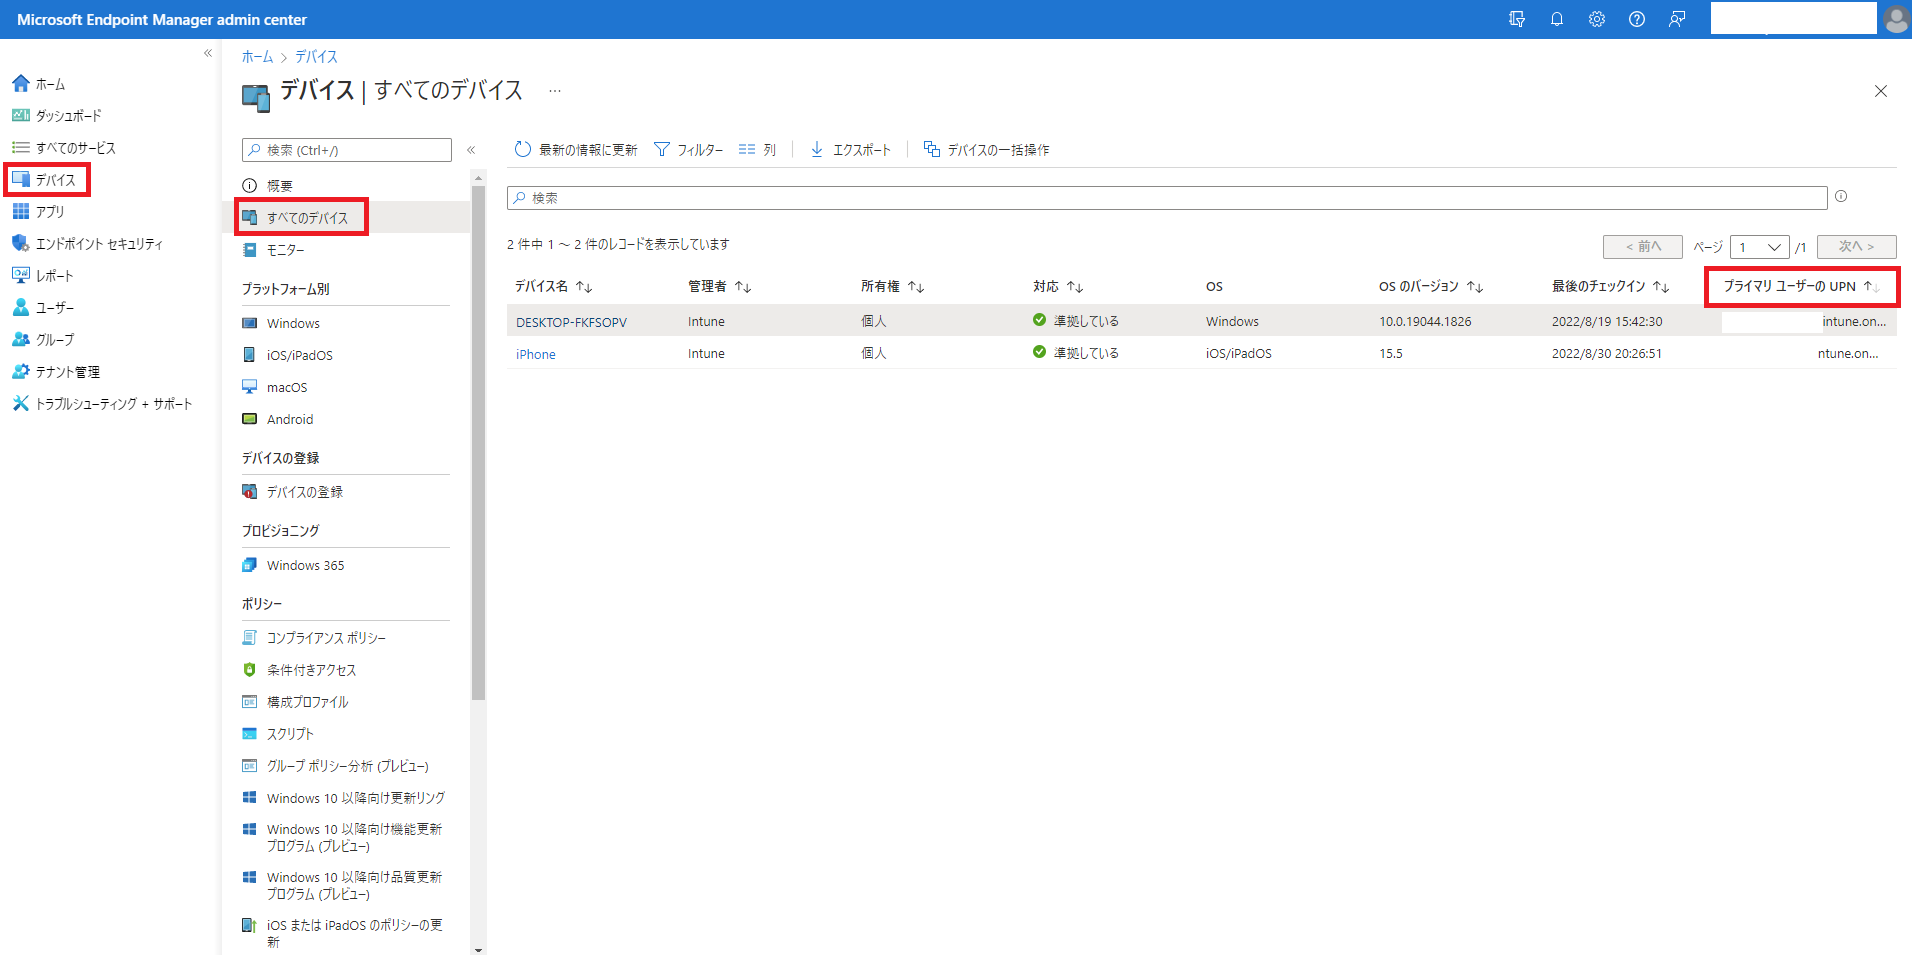 Microsoft Endpoint Manager admin center
ホーム
ダッシュボード
すべてのサービス
デバイス
アプリ
エンドポイント セキュリティ
レポート
ユーザー
グループ
テナント管理
トラブルシューティング + サポート
ホーム > デバイス
デバイス | すべてのデバイス ...
検索 (Ctrl+/)
概要
すべてのデバイス
モニター
プラットフォーム別
Windows
iOS/iPadOS
macOS
Android
デバイスの登録
デバイスの登録
プロビジョニング
Windows 365
ポリシー
コンプライアンス ポリシー
条件付きアクセス
構成プロファイル
スクリプト
グループ ポリシー分析 (プレビュー)
Windows 10 以降向け更新リング
Windows 10 以降向け機能更新
プログラム (プレビュー)
Windows 10 以降向け品質更新
プログラム (プレビュー)
iOS または iPadOS のポリシーの更
新
最新の情報に更新 フィルター 列 エクスポート デバイスの一括操作
検索
2 件中 1 ～ 2 件のレコードを表示しています
< 前へ ページ 1 /1 次へ >
デバイス名 ↑↓ 管理者 ↑↓ 所有権 ↑↓ 対応 ↑↓ OS OS のバージョン ↑↓ 最後のチェックイン ↑↓ プライマリ ユーザーの UPN ↑↓
DESKTOP-FKFSOPV Intune 個人 準拠している Windows 10.0.19044.1826 2022/8/19 15:42:30 intune.on...
iPhone Intune 個人 準拠している iOS/iPadOS 15.5 2022/8/30 20:26:51 ntune.on...